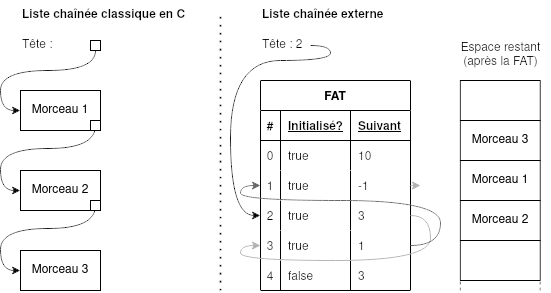 Liste chaînée classique en C
Tête :
Morceau 1
Morceau 2
Morceau 3
Liste chaînée externe
Tête : 2
FAT
# Initialisé? Suivant
0 true 10
1 true -1
2 true 3
3 true 1
4 false 3
Espace restant
(après la FAT)
Morceau 3
Morceau 1
Morceau 2